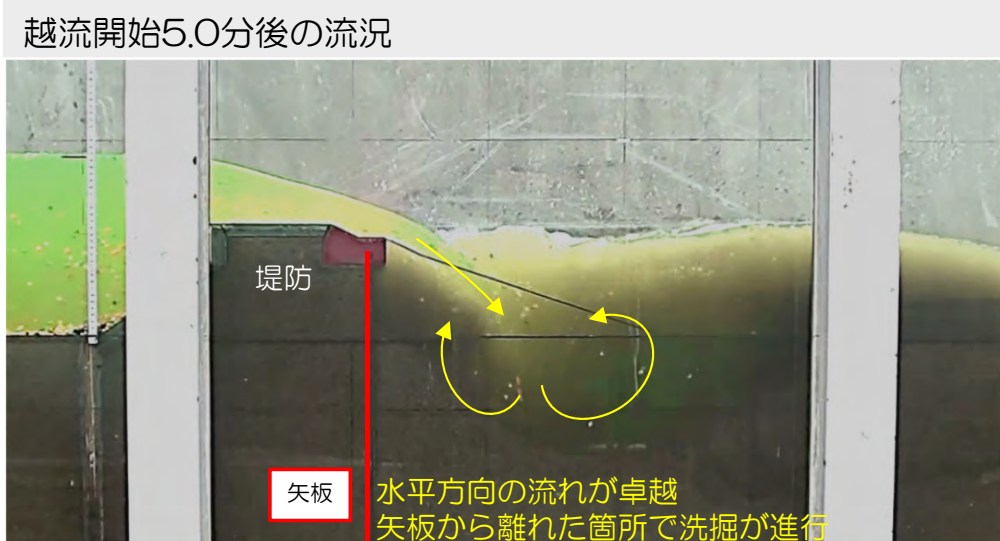 越流開始5.0分後の流況
堤防
矢板
水平方向の流れが卓越
矢板から離れた箇所で洗掘が進行